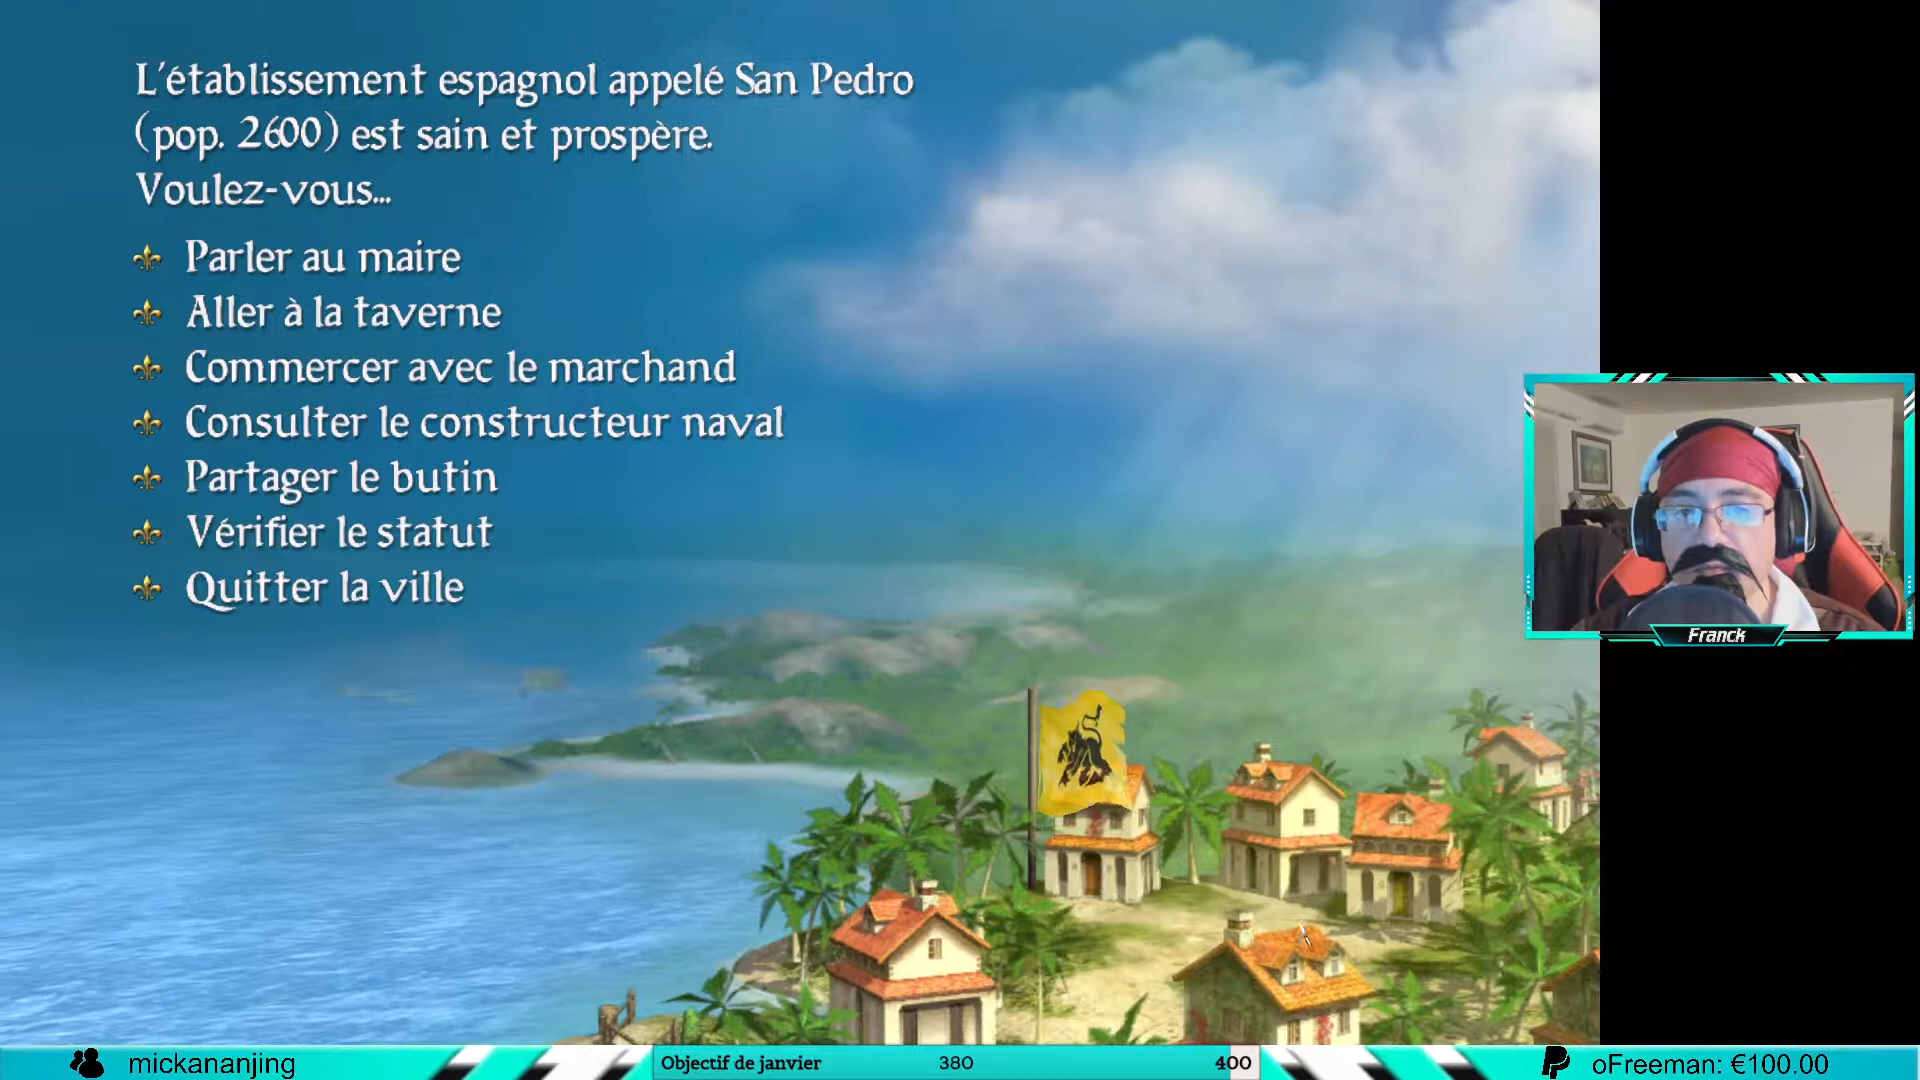 L'établissement espagnol appelé San Pedro
(pop. 2600) est sain et prospère.
Voulez-vous...
Parler au maire
Aller à la taverne
Commercer avec le marchand
Consulter le constructeur naval
Partager le butin
Vérifier le statut
Quitter la ville
Franck
mickananjing
Objectif de janvier 380 400
oFreeman: €100.00